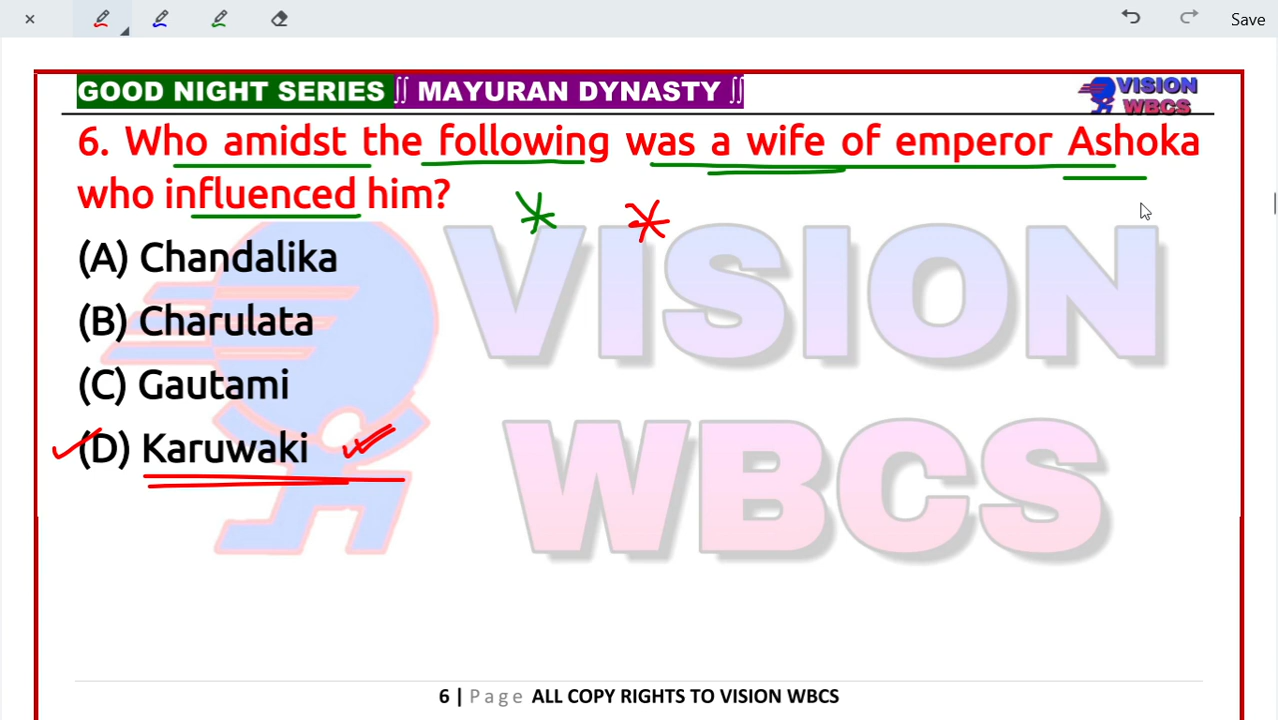 Save
GOOD NIGHT SERIES ∬ MAYURAN DYNASTY ∬
VISION
WBCS
6. Who amidst the following was a wife of emperor Ashoka
who influenced him?
(A) Chandalika
(B) Charulata
(C) Gautami
(D) Karuwaki
VISION
WBCS
6 | Page ALL COPY RIGHTS TO VISION WBCS